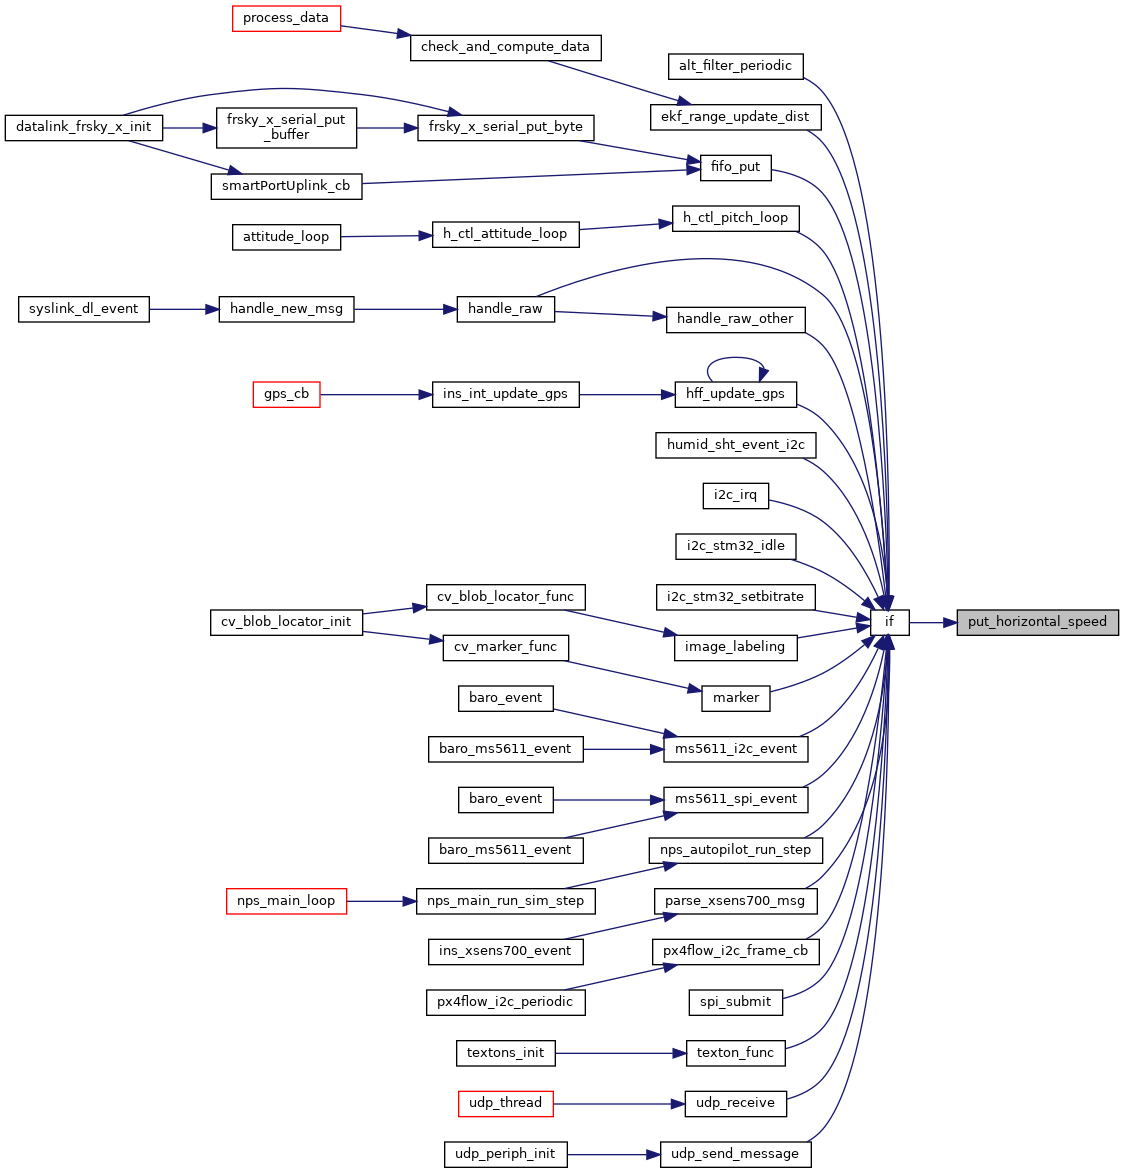 process_data
check_and_compute_data
alt_filter_periodic
ekf_range_update_dist
datalink_frsky_x_init
frsky_x_serial_put
_buffer
frsky_x_serial_put_byte
fifo_put
smartPortUplink_cb
h_ctl_pitch_loop
attitude_loop
h_ctl_attitude_loop
syslink_dl_event
handle_new_msg
handle_raw
handle_raw_other
gps_cb
ins_int_update_gps
hff_update_gps
humid_sht_event_i2c
i2c_irq
i2c_stm32_idle
cv_blob_locator_func
i2c_stm32_setbitrate
cv_blob_locator_init
if
put_horizontal_speed
cv_marker_func
image_labeling
baro_event
marker
baro_ms5611_event
ms5611_i2c_event
baro_event
ms5611_spi_event
baro_ms5611_event
nps_autopilot_run_step
nps_main_loop
nps_main_run_sim_step
parse_xsens700_msg
ins_xsens700_event
px4flow_i2c_frame_cb
px4flow_i2c_periodic
spi_submit
textons_init
texton_func
udp_thread
udp_receive
udp_periph_init
udp_send_message